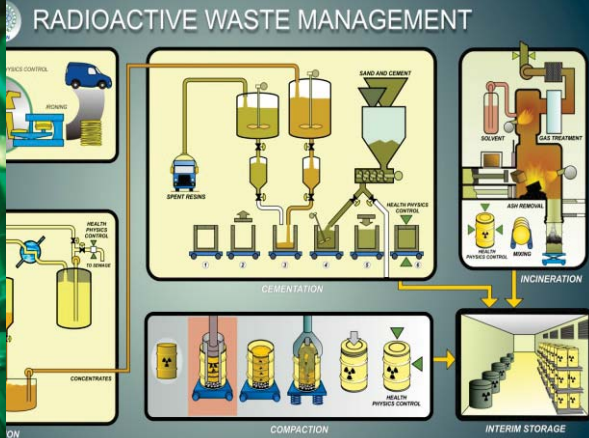 RADIOACTIVE WASTE MANAGEMENT
PHYSICS CONTROL
IRONING
SPENT RESINS
SAND AND CEMENT
HEALTH
PHYSICS
CONTROL
1
2
3
4
5
6
CEMENTATION
SOLVENT
GAS TREATMENT
ASH REMOVAL
HEALTH
PHYSICS CONTROL
MIXING
INCINERATION
HEALTH
PHYSICS
CONTROL
TO SEWAGE
CONCENTRATES
HEALTH
PHYSICS CONTROL
COMPACTION
INTERIM STORAGE